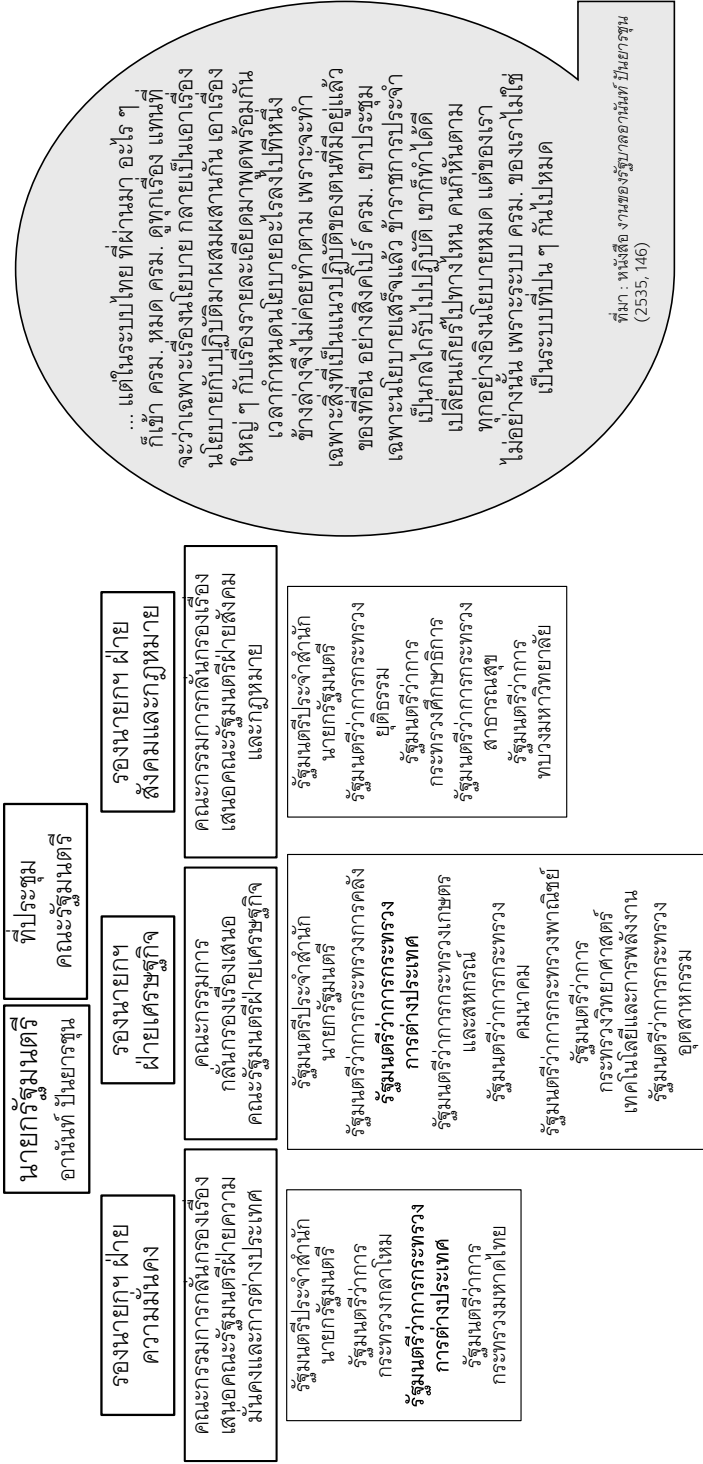 นายกรัฐมนตรี
อานันท์ ปันยารชุน
ที่ประชุม
คณะรัฐมนตรี
รองนายกฯ ฝ่าย
ความมั่นคง
คณะกรรมการกลั่นกรองเรื่อง
เสนอคณะรัฐมนตรีฝ่ายความ
มั่นคงและการต่างประเทศ
รัฐมนตรีประจำสำนัก
นายกรัฐมนตรี
รัฐมนตรีว่าการ
กระทรวงกลาโหม
รัฐมนตรีว่าการกระทรวง
การต่างประเทศ
รัฐมนตรีว่าการ
กระทรวงมหาดไทย
รองนายกฯ
ฝ่ายเศรษฐกิจ
คณะกรรมการ
กลั่นกรองเรื่องเสนอ
คณะรัฐมนตรีฝ่ายเศรษฐกิจ
รัฐมนตรีประจำสำนัก
นายกรัฐมนตรี
รัฐมนตรีว่าการกระทรวงการคลัง
รัฐมนตรีว่าการกระทรวง
การต่างประเทศ
รัฐมนตรีว่าการกระทรวงเกษตร
และสหกรณ์
รัฐมนตรีว่าการกระทรวง
คมนาคม
รัฐมนตรีว่าการกระทรวงพาณิชย์
รัฐมนตรีว่าการ
กระทรวงวิทยาศาสตร์
เทคโนโลยีและการพลังงาน
รัฐมนตรีว่าการกระทรวง
อุตสาหกรรม
รองนายกฯ ฝ่าย
สังคมและกฎหมาย
คณะกรรมการกลั่นกรองเรื่อง
เสนอคณะรัฐมนตรีฝ่ายสังคม
และกฎหมาย
รัฐมนตรีประจำสำนัก
นายกรัฐมนตรี
รัฐมนตรีว่าการกระทรวง
ยุติธรรม
รัฐมนตรีว่าการ
กระทรวงศึกษาธิการ
รัฐมนตรีว่าการกระทรวง
สาธารณสุข
รัฐมนตรีว่าการ
ทบวงมหาวิทยาลัย
... แต่ในระบบไทย ที่ผ่านมา อะไร ๆ
ก็เข้า ครม. หมด ครม. ดูทุกเรื่อง แทนที่
จะว่าเฉพาะเรื่องนโยบาย กลายเป็นเอาเรื่อง
นโยบายกับปฏิบัติมาผสมผสานกัน เอาเรื่อง
ใหญ่ ๆ กับเรื่องรายละเอียดมาพูดพร้อมกัน
เวลากำหนดนโยบายอะไรลงไปทีหนึ่ง
ข้างล่างจึงไม่ค่อยทำตาม เพราะจะทำ
เฉพาะสิ่งที่เป็นแนวปฏิบัติของตนที่มีอยู่แล้ว
ของที่อื่น อย่างสิงคโปร์ ครม. เขาประชุม
เฉพาะนโยบายเสร็จแล้ว ข้าราชการประจำ
เป็นกลไกรับไปปฏิบัติ เขาก็ทำได้ดี
เปลี่ยนเกียร์ไปทางไหน คนก็หันตาม
ทุกอย่างอิงนโยบายหมด แต่ของเรา
ไม่อย่างนั้น เพราะระบบ ครม. ของเราไม่ใช่
เป็นระบบที่ปน ๆ กันไปหมด
ที่มา : หนังสือ งานของรัฐบาลอานันท์ ปันยารชุน
(2535, 146)